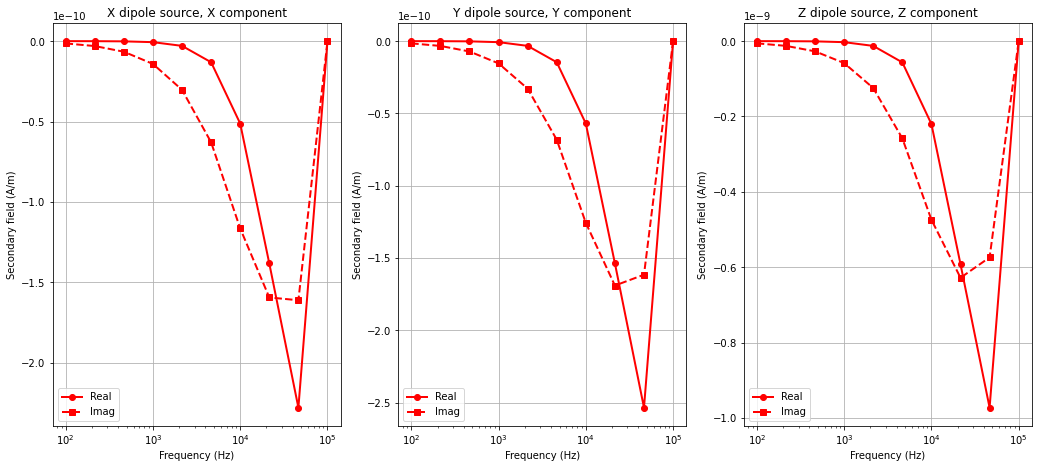 X dipole source, X component
1e−10
0.0
−0.5
−1.0
−1.5
−2.0
Secondary field (A/m)
Real
Imag
10²
10³
10⁴
10⁵
Frequency (Hz)
Y dipole source, Y component
1e−10
0.0
−0.5
−1.0
−1.5
−2.0
−2.5
Secondary field (A/m)
Real
Imag
10²
10³
10⁴
10⁵
Frequency (Hz)
Z dipole source, Z component
1e−9
0.0
−0.2
−0.4
−0.6
−0.8
−1.0
Secondary field (A/m)
Real
Imag
10²
10³
10⁴
10⁵
Frequency (Hz)